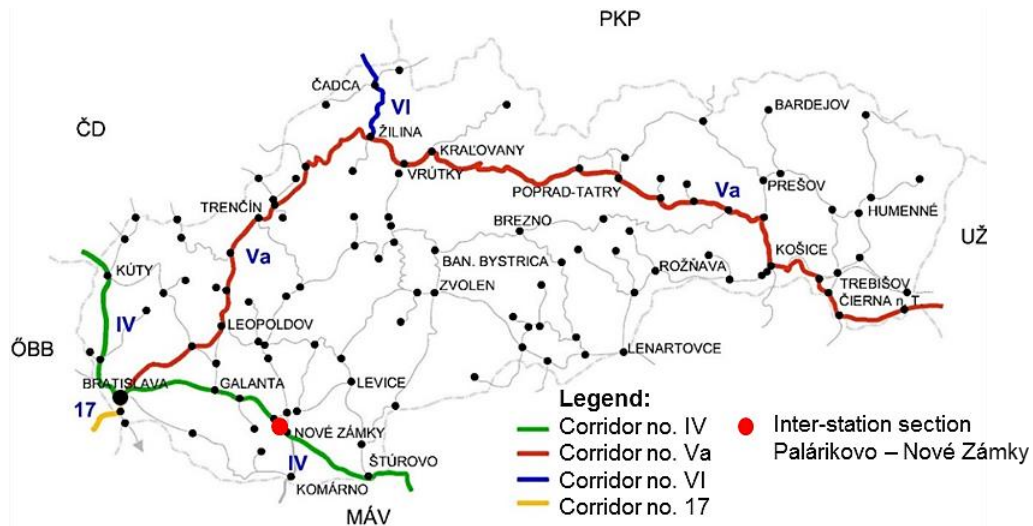 PKP
ČADCA
VI
BARDEJOV
ČD
ŽILINA
KRAĽOVANY
VRÚTKY
PREŠOV
POPRAD-TATRY
Va
TRENČÍN
HUMENNÉ
BREZNO
UŽ
Va
KOŠICE
BAN. BYSTRICA
ROŽŇAVA
KÚTY
TREBIŠOV
ZVOLEN
ČIERNA n. T.
IV
LEOPOLDOV
ŐBB
LENARTOVCE
BRATISLAVA
GALANTA
LEVICE
17
Legend:
Corridor no. IV
Corridor no. Va
Corridor no. VI
Corridor no. 17
Inter-station section
Palárikovo – Nové Zámky
NOVÉ ZÁMKY
IV
ŠTÚROVO
KOMÁRNO
MÁV